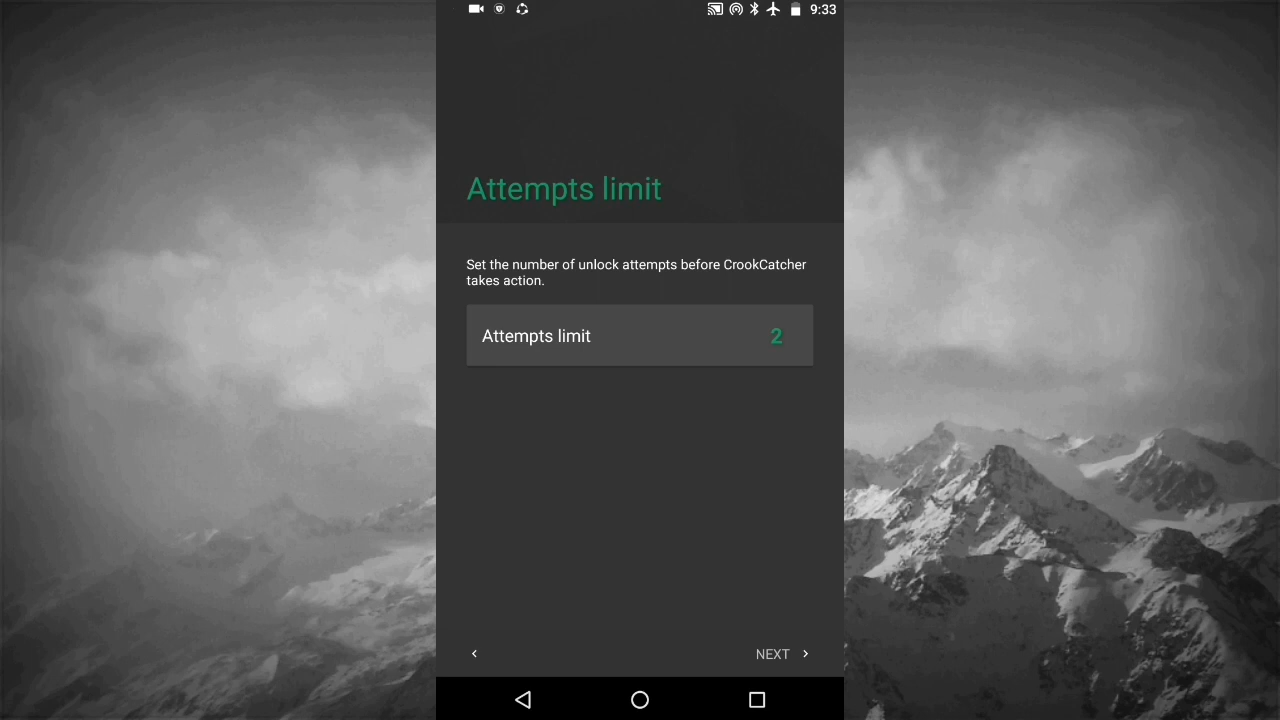 9:33
Attempts limit
Set the number of unlock attempts before CrookCatcher
takes action.
Attempts limit 2
NEXT